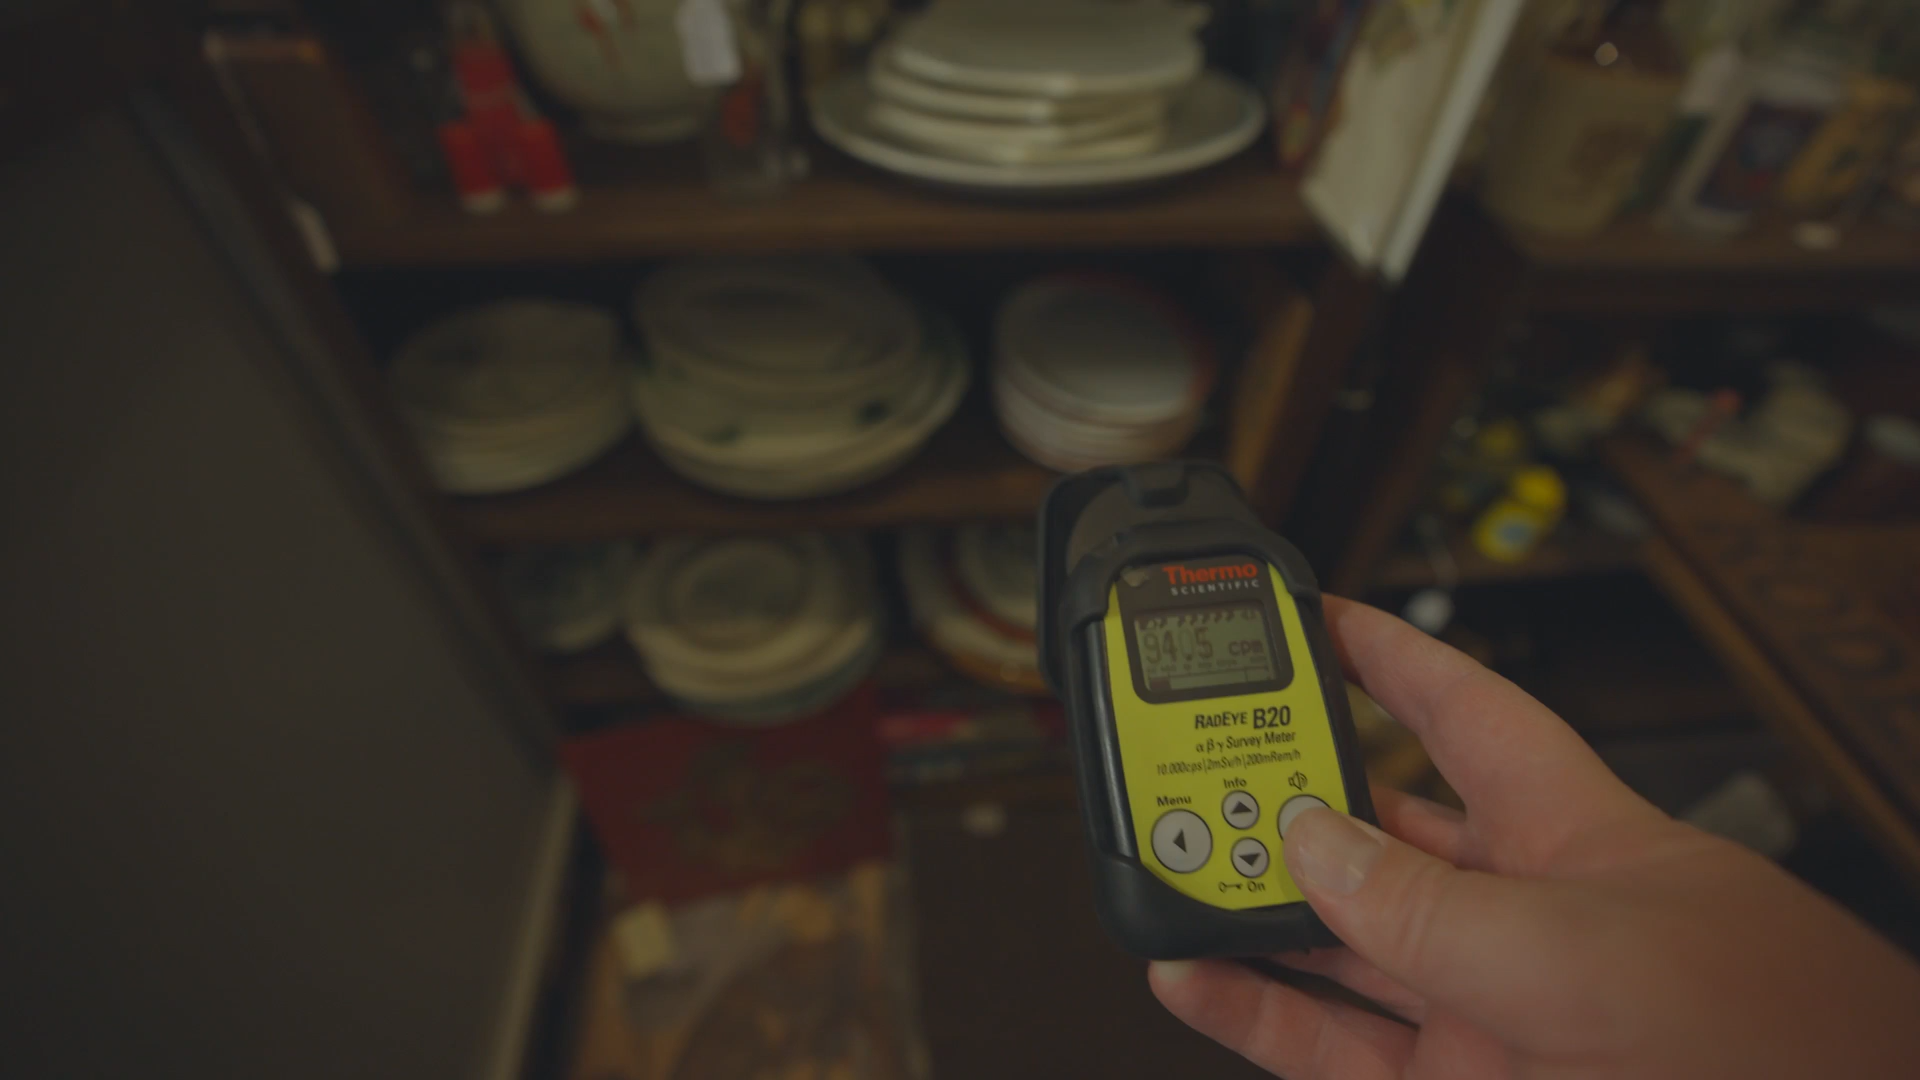 Thermo
SCIENTIFIC
9405 cpm
RADEYE B20
α β γ Survey Meter
10.000cps|2mSv/h|200mRem/h
Info
Menu
On